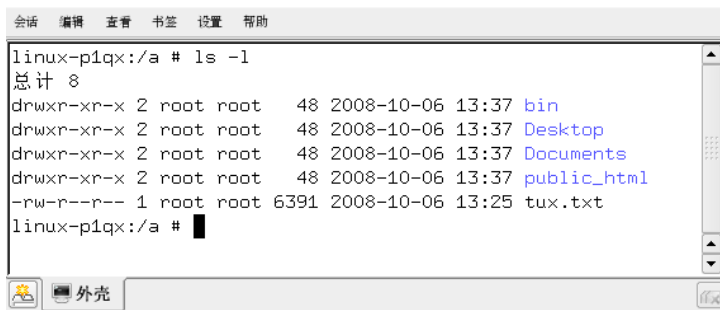 会话 编辑 查看 书签 设置 帮助
linux-p1qx:/a # ls -l
总计 8
drwxr-xr-x 2 root root   48 2008-10-06 13:37 bin
drwxr-xr-x 2 root root   48 2008-10-06 13:37 Desktop
drwxr-xr-x 2 root root   48 2008-10-06 13:37 Documents
drwxr-xr-x 2 root root   48 2008-10-06 13:37 public_html
-rw-r--r-- 1 root root 6391 2008-10-06 13:25 tux.txt
linux-p1qx:/a #
外壳